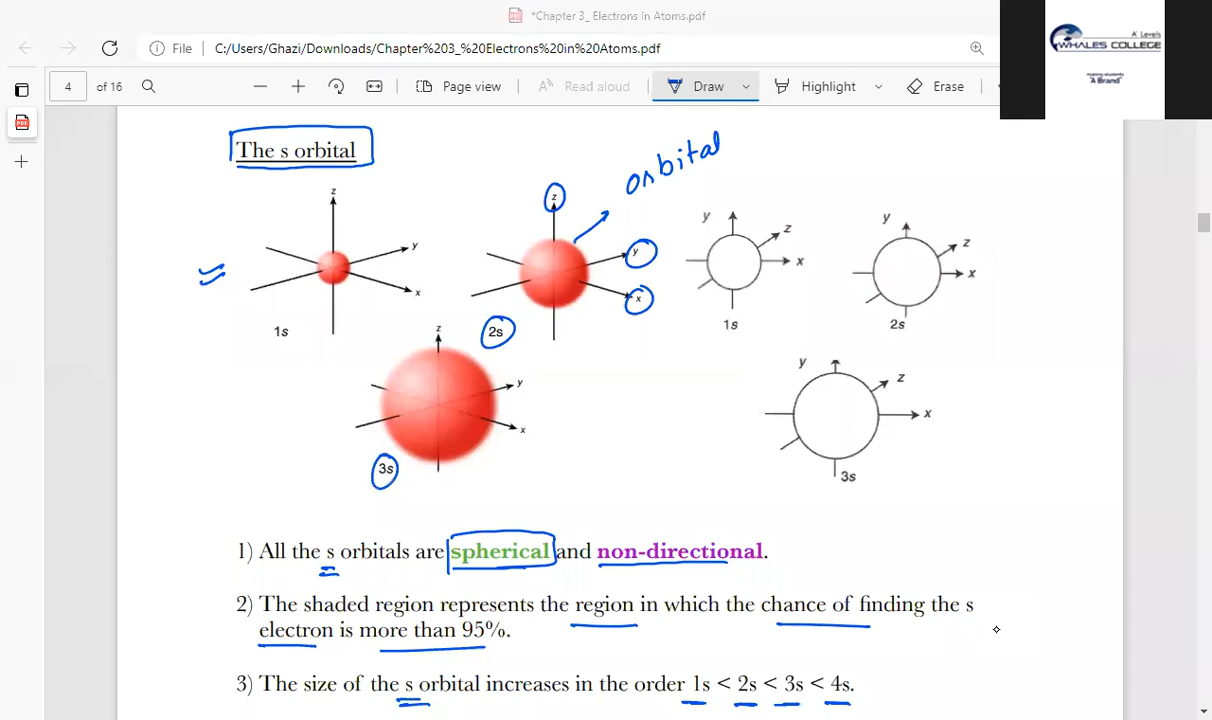 *Chapter 3_ Electrons in Atoms.pdf
File C:/Users/Ghazi/Downloads/Chapter%203_%20Electrons%20in%20Atoms.pdf
A' Levels
WHALES COLLEGE
making students
'A Brand'
4 of 16 Page view Read aloud Draw Highlight Erase
The s orbital
orbital
z
y
x
1s
z
y
x
2s
y
z
x
1s
y
z
x
2s
z
y
x
3s
y
z
x
3s
1) All the s orbitals are spherical and non-directional.
2) The shaded region represents the region in which the chance of finding the s
electron is more than 95%.
3) The size of the s orbital increases in the order 1s < 2s < 3s < 4s.